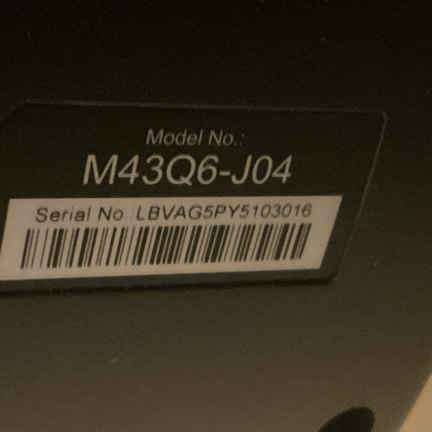 Model No.:
M43Q6-J04
Serial No. LBVAG5PY5103016